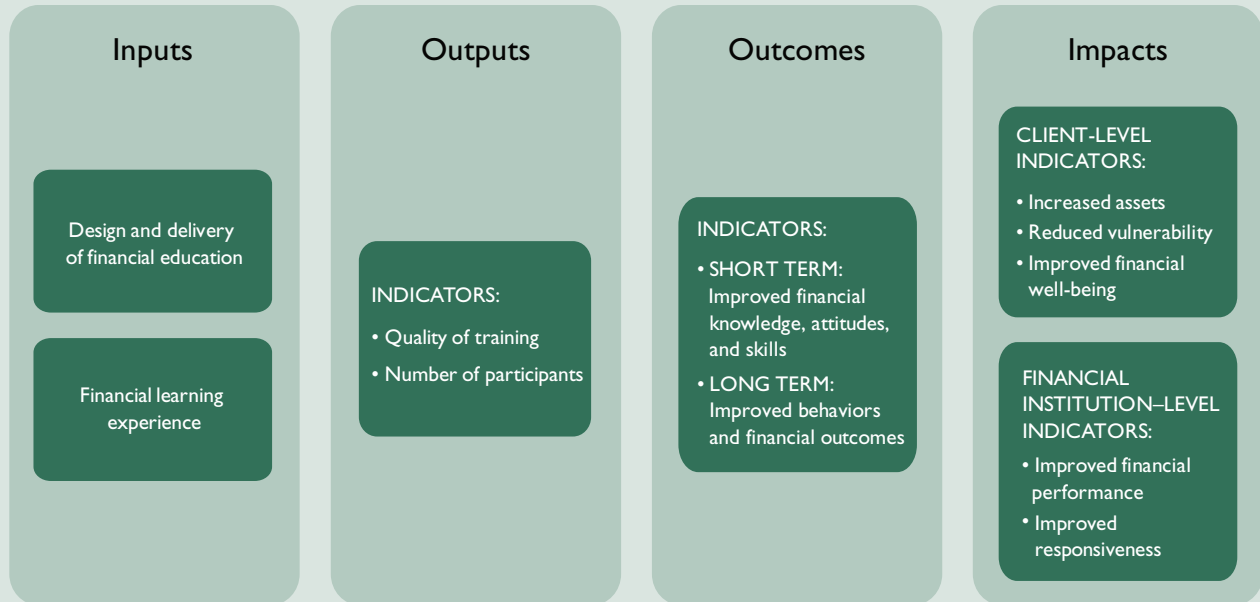 Inputs
Design and delivery
of financial education
Financial learning
experience
Outputs
INDICATORS:
• Quality of training
• Number of participants
Outcomes
INDICATORS:
• SHORT TERM:
Improved financial
knowledge, attitudes,
and skills
• LONG TERM:
Improved behaviors
and financial outcomes
Impacts
CLIENT-LEVEL
INDICATORS:
• Increased assets
• Reduced vulnerability
• Improved financial
well-being
FINANCIAL
INSTITUTION–LEVEL
INDICATORS:
• Improved financial
performance
• Improved
responsiveness